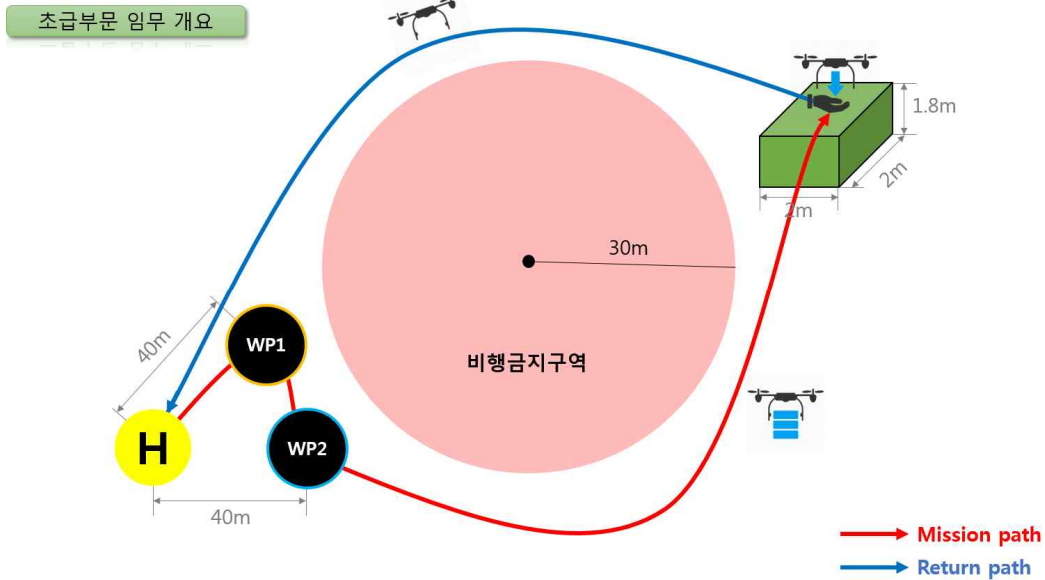 초급부문 임무 개요
1.8m
2m
2m
30m
비행금지구역
40m
WP1
H
WP2
40m
Mission path
Return path